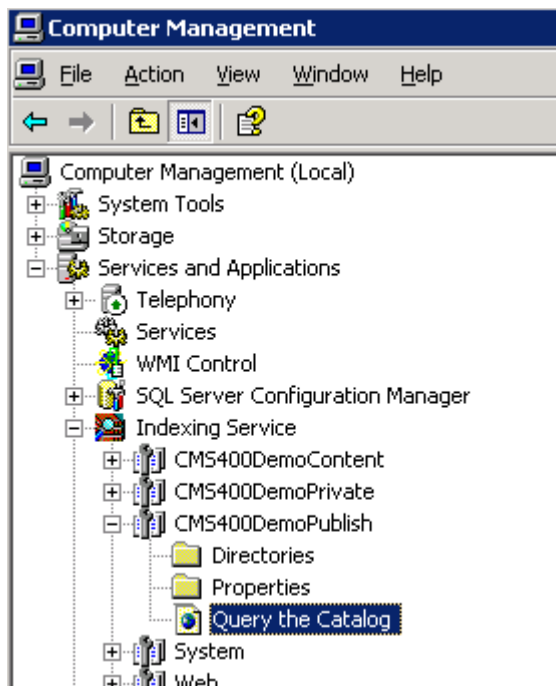 Computer Management
File Action View Window Help
Computer Management (Local)
System Tools
Storage
Services and Applications
Telephony
Services
WMI Control
SQL Server Configuration Manager
Indexing Service
CMS400DemoContent
CMS400DemoPrivate
CMS400DemoPublish
Directories
Properties
Query the Catalog
System
Web